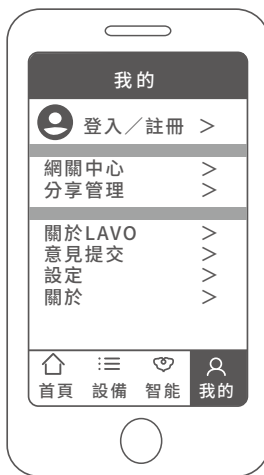 我的
登入／註冊 ＞
網關中心 ＞
分享管理 ＞
關於LAVO ＞
意見提交 ＞
設定 ＞
關於 ＞
首頁 設備 智能 我的